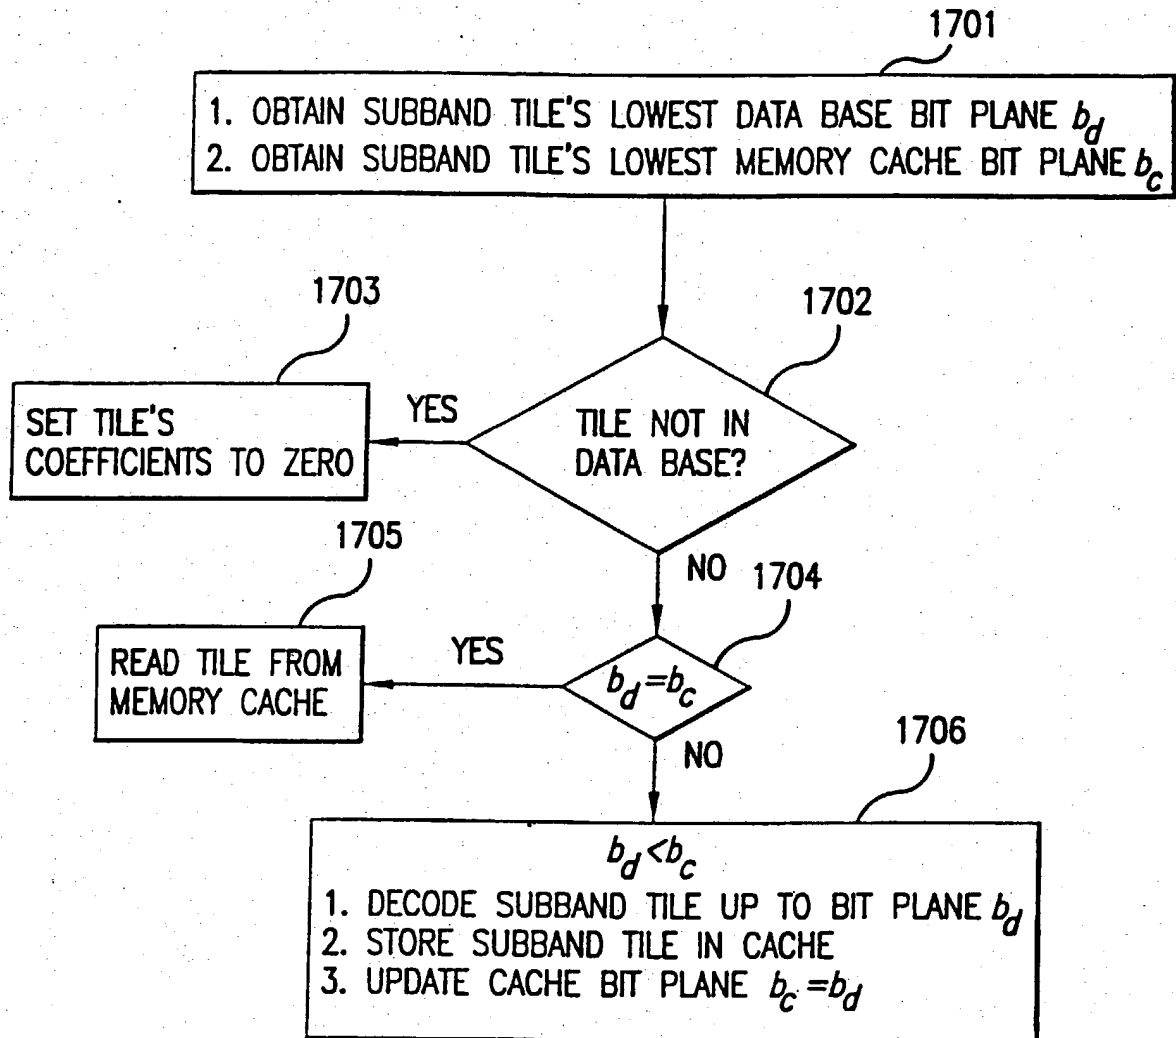 1701
1. OBTAIN SUBBAND TILE'S LOWEST DATA BASE BIT PLANE b_d
2. OBTAIN SUBBAND TILE'S LOWEST MEMORY CACHE BIT PLANE b_c
1703
1702
SET TILE'S
COEFFICIENTS TO ZERO
YES
TILE NOT IN
DATA BASE?
1705
NO
1704
READ TILE FROM
MEMORY CACHE
YES
b_d=b_c
NO
1706
b_d<b_c
1. DECODE SUBBAND TILE UP TO BIT PLANE b_d
2. STORE SUBBAND TILE IN CACHE
3. UPDATE CACHE BIT PLANE b_c=b_d